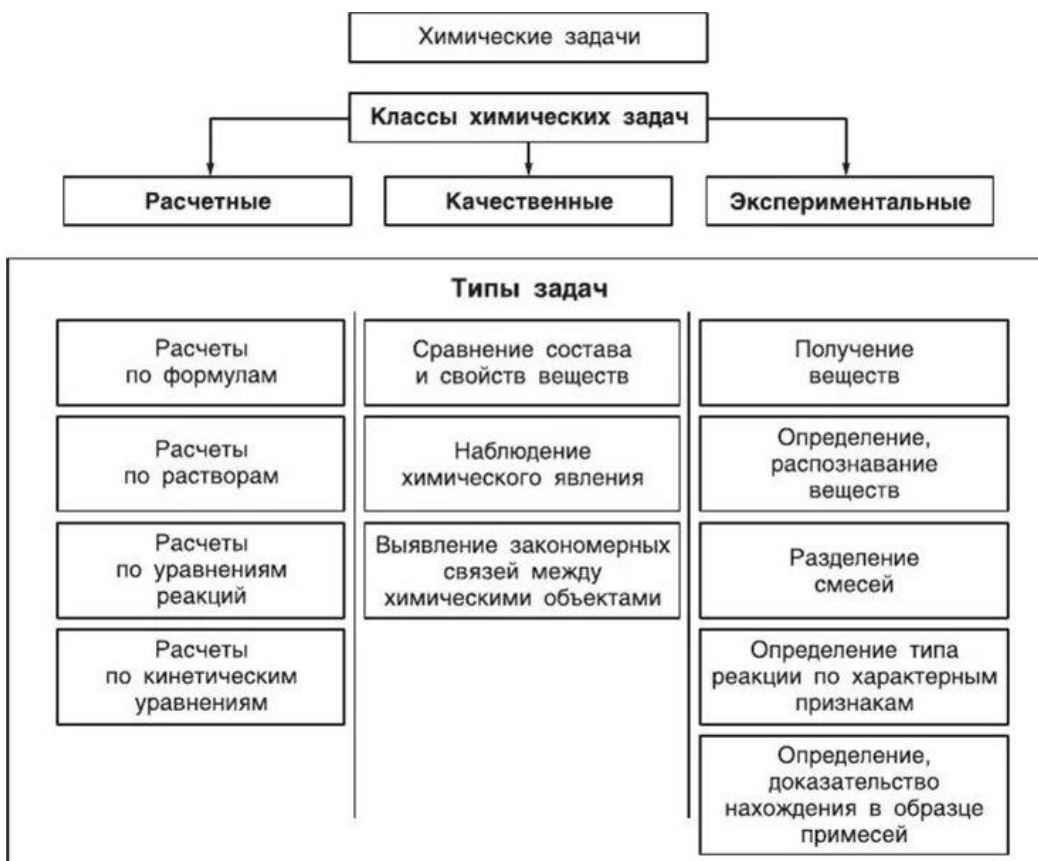 Химические задачи
Классы химических задач
Расчетные
Качественные
Экспериментальные
Типы задач
Расчеты
по формулам
Расчеты
по растворам
Расчеты
по уравнениям
реакций
Расчеты
по кинетическим
уравнениям
Сравнение состава
и свойств веществ
Наблюдение
химического явления
Выявление закономерных
связей между
химическими объектами
Получение
веществ
Определение,
распознавание
веществ
Разделение
смесей
Определение типа
реакции по характерным
признакам
Определение,
доказательство
нахождения в образце
примесей